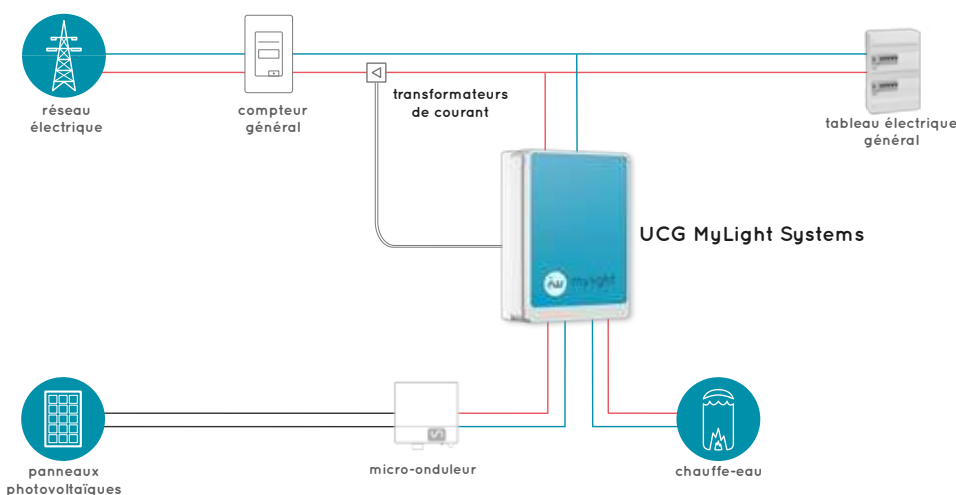 réseau
électrique
compteur
général
transformateurs
de courant
tableau électrique
général
UCG MyLight Systems
mylight
panneaux
photovoltaïques
micro-onduleur
chauffe-eau